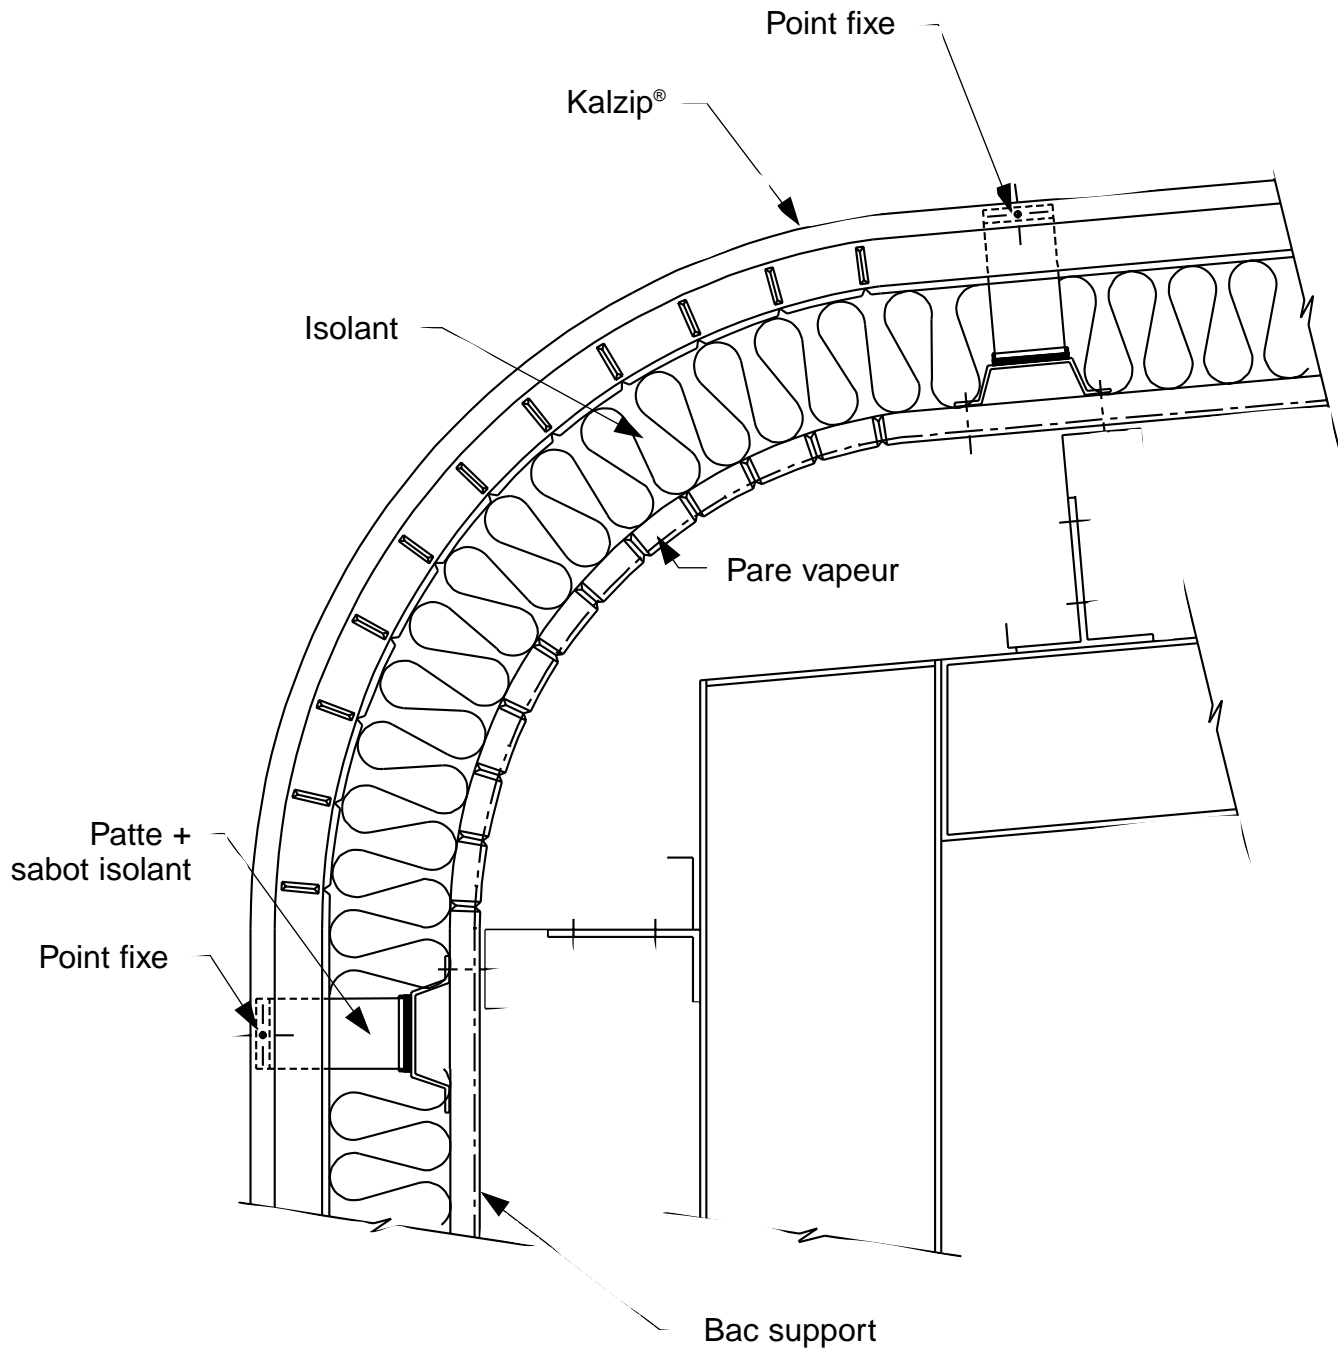 Point fixe
Kalzip®
Isolant
Pare vapeur
Patte +
sabot isolant
Point fixe
Bac support